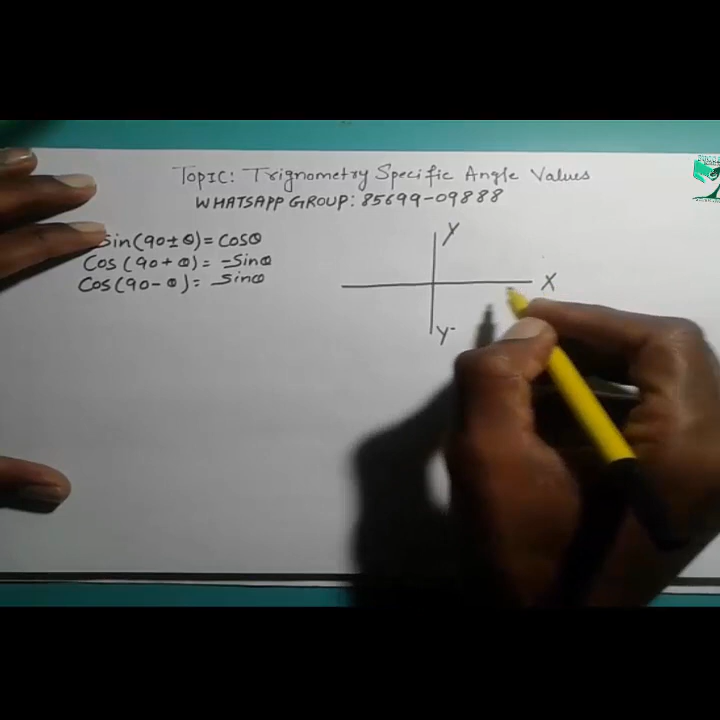 Topic: Trignometry Specific Angle Values
WHATSAPP GROUP: 85699-09888
Sin(90±θ)=Cosθ
Cos(90+θ)=-Sinθ
Cos(90-θ)=Sinθ
Y
X
Y-